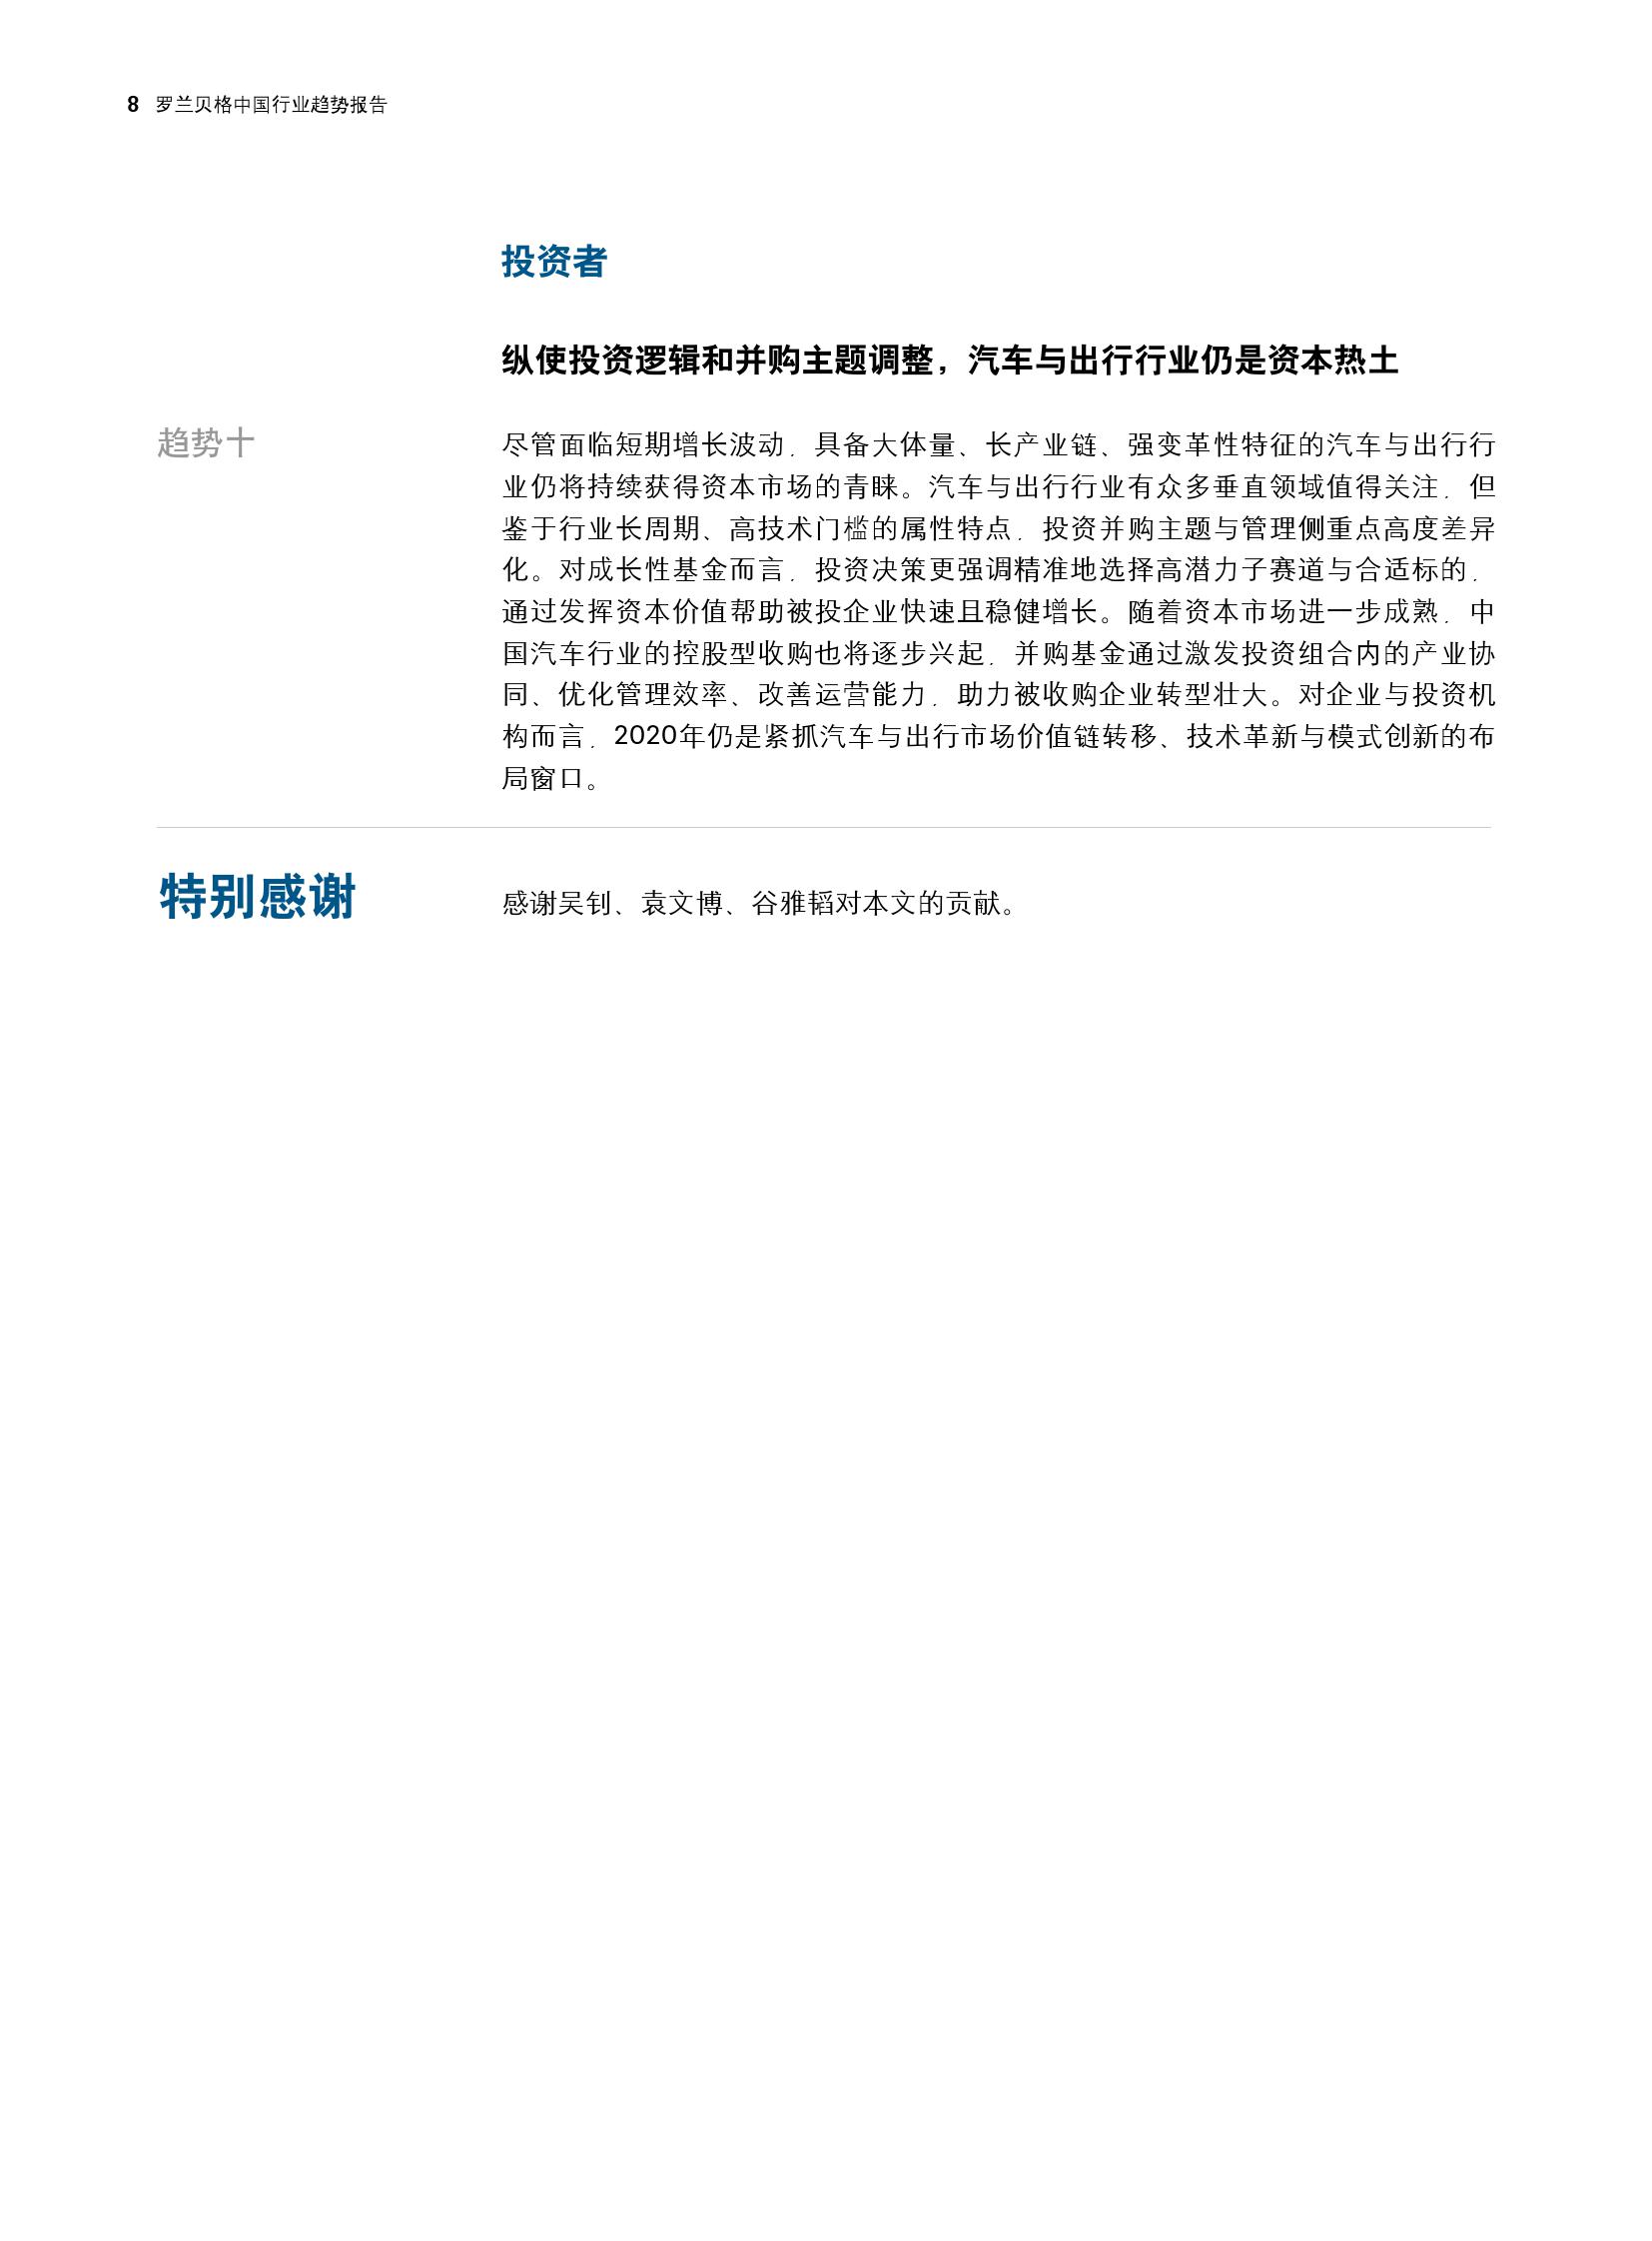 8 罗兰贝格中国行业趋势报告
投资者
纵使投资逻辑和并购主题调整，汽车与出行行业仍是资本热土
趋势十
尽管面临短期增长波动，具备大体量、长产业链、强变革性特征的汽车与出行行
业仍将持续获得资本市场的青睐。汽车与出行行业有众多垂直领域值得关注，但
鉴于行业长周期、高技术门槛的属性特点，投资并购主题与管理侧重点高度差异
化。对成长性基金而言，投资决策更强调精准地选择高潜力子赛道与合适标的，
通过发挥资本价值帮助被投企业快速且稳健增长。随着资本市场进一步成熟，中
国汽车行业的控股型收购也将逐步兴起，并购基金通过激发投资组合内的产业协
同、优化管理效率、改善运营能力，助力被收购企业转型壮大。对企业与投资机
构而言，2020年仍是紧抓汽车与出行市场价值链转移、技术革新与模式创新的布
局窗口。
特别感谢
感谢吴钊、袁文博、谷雅韬对本文的贡献。